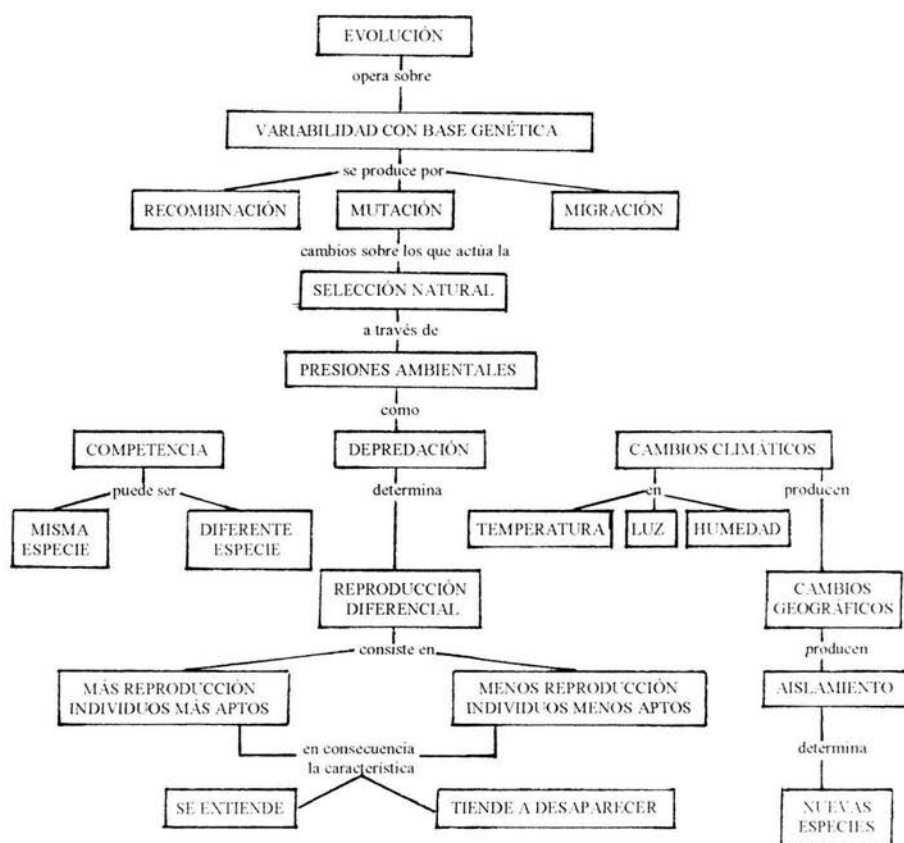 EVOLUCIÓN
opera sobre
VARIABILIDAD CON BASE GENÉTICA
se produce por
RECOMBINACIÓN
MUTACIÓN
MIGRACIÓN
cambios sobre los que actúa la
SELECCIÓN NATURAL
a través de
PRESIONES AMBIENTALES
como
COMPETENCIA
DEPREDACIÓN
CAMBIOS CLIMÁTICOS
puede ser
determina
en
producen
MISMA
ESPECIE
DIFERENTE
ESPECIE
TEMPERATURA
LUZ
HUMEDAD
REPRODUCCIÓN
DIFERENCIAL
CAMBIOS
GEOGRÁFICOS
consiste en
producen
MÁS REPRODUCCIÓN
INDIVIDUOS MÁS APTOS
MENOS REPRODUCCIÓN
INDIVIDUOS MENOS APTOS
AISLAMIENTO
en consecuencia
la característica
determina
SE EXTIENDE
TIENDE A DESAPARECER
NUEVAS
ESPECIES